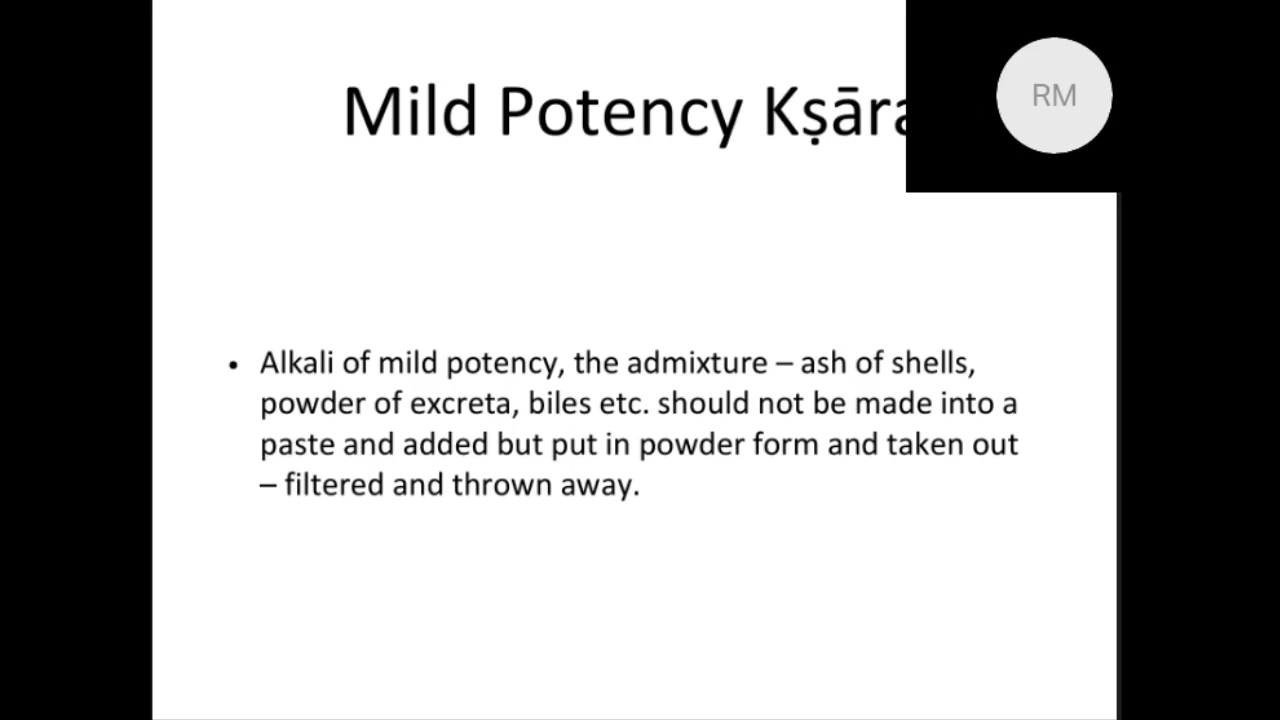 Mild Potency Kṣāra
RM
• Alkali of mild potency, the admixture – ash of shells,
powder of excreta, biles etc. should not be made into a
paste and added but put in powder form and taken out
– filtered and thrown away.